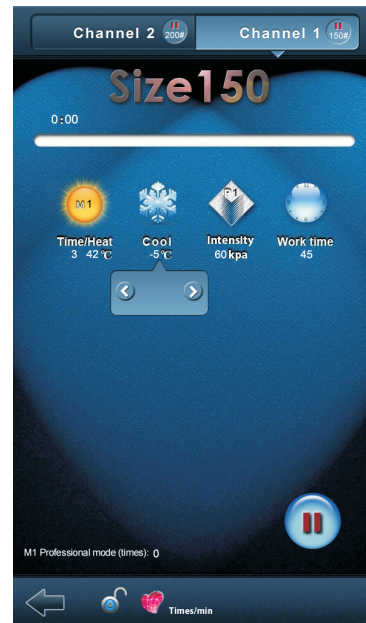 Channel 2 200# Channel 1 150#
Size150
0:00
M1 P1
Time/Heat Cool Intensity Work time
3 42℃ -5℃ 60kpa 45
M1 Professional mode (times): 0
Times/min